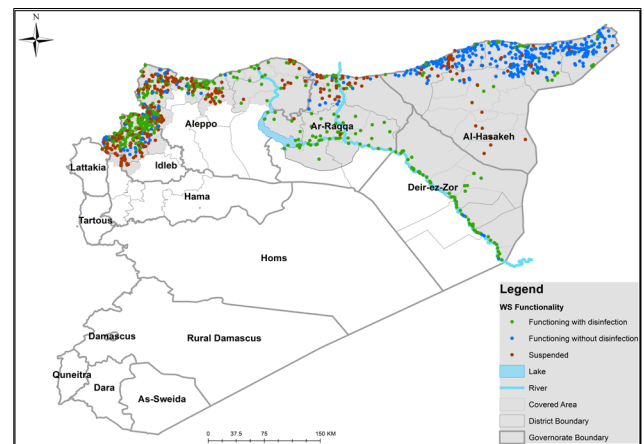 N
Aleppo
Ar-Raqqa
Al-Hasakeh
Lattakia
Idleb
Deir-ez-Zor
Hama
Tartous
Homs
Damascus
Rural Damascus
Quneitra
Dara
As-Sweida
0 37.5 75 150 KM
Legend
WS Functionality
Functioning with disinfection
Functioning without disinfection
Suspended
Lake
River
Covered Area
District Boundary
Governorate Boundary